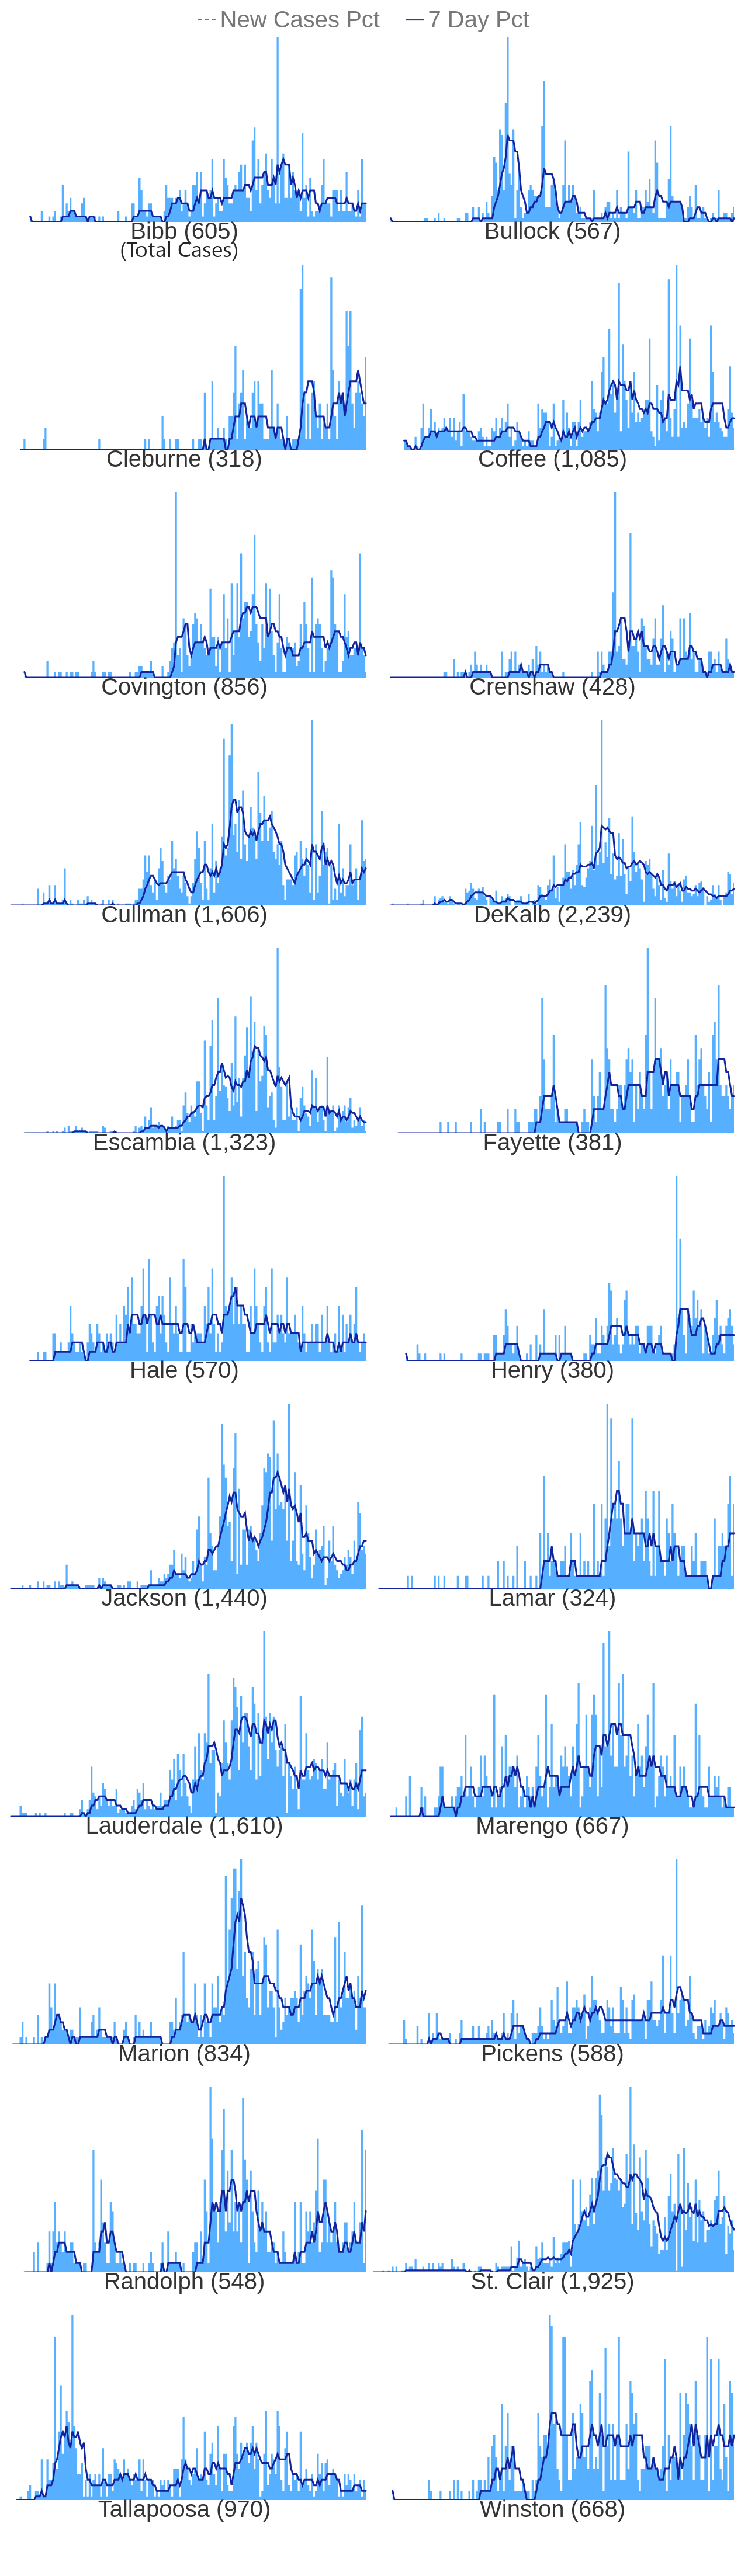 New Cases Pct 7 Day Pct
Bibb (605) Bullock (567)
(Total Cases)
Cleburne (318) Coffee (1,085)
Covington (856) Crenshaw (428)
Cullman (1,606) DeKalb (2,239)
Escambia (1,323) Fayette (381)
Hale (570) Henry (380)
Jackson (1,440) Lamar (324)
Lauderdale (1,610) Marengo (667)
Marion (834) Pickens (588)
Randolph (548) St. Clair (1,925)
Tallapoosa (970) Winston (668)